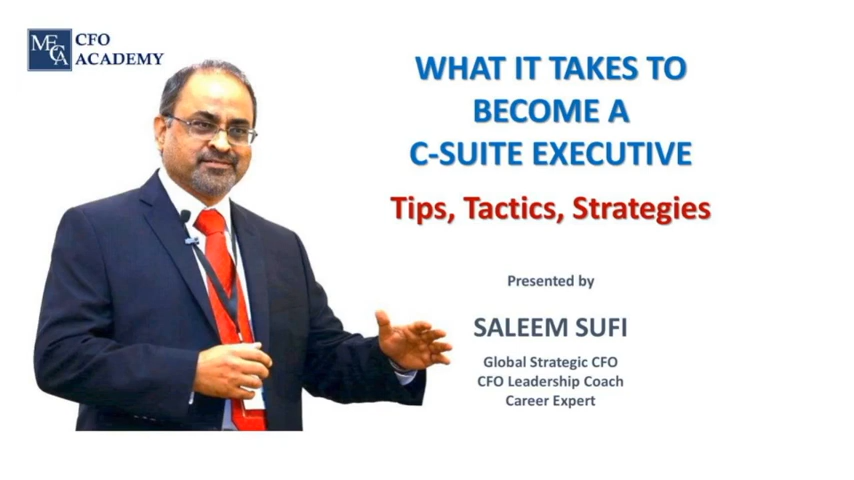 MECA
CFO
ACADEMY
WHAT IT TAKES TO
BECOME A
C-SUITE EXECUTIVE
Tips, Tactics, Strategies
Presented by
SALEEM SUFI
Global Strategic CFO
CFO Leadership Coach
Career Expert